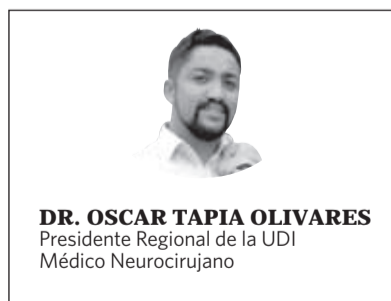 DR. OSCAR TAPIA OLIVARES
Presidente Regional de la UDI
Médico Neurocirujano